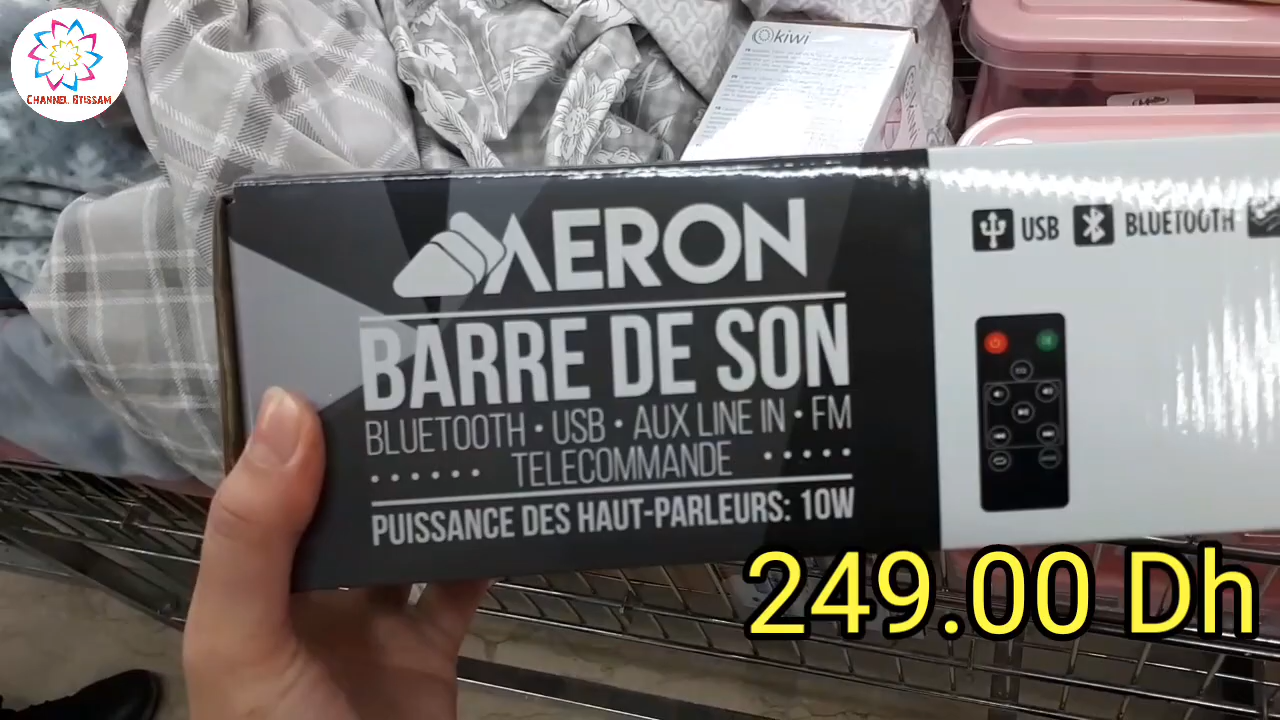 CHANNEL BTISSAM
kiwi
AERON
BARRE DE SON
BLUETOOTH • USB • AUX LINE IN • FM
• • • • • • TELECOMMANDE • • • • • •
PUISSANCE DES HAUT-PARLEURS: 10W
USB BLUETOOTH
249.00 Dh